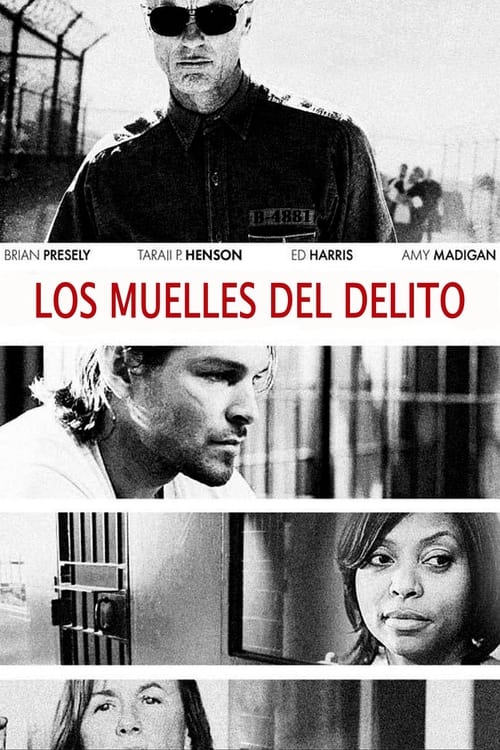 B-4881
BRIAN PRESELY TARAJI P. HENSON ED HARRIS AMY MADIGAN
LOS MUELLES DEL DELITO